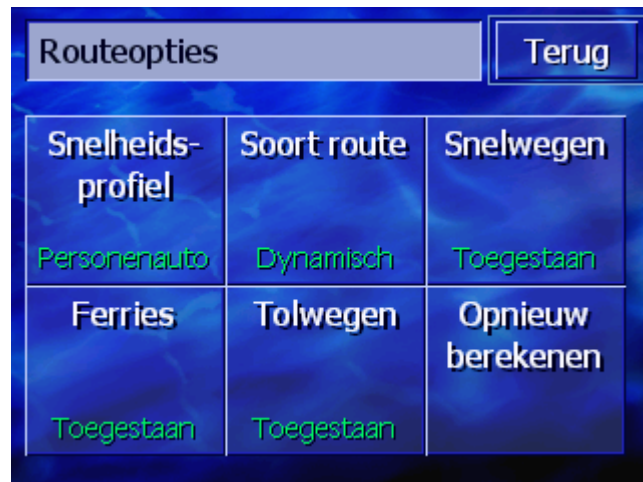 Routeopties
Terug
Snelheids-
profiel
Personenauto
Soort route
Dynamisch
Snelwegen
Toegestaan
Ferries
Toegestaan
Tolwegen
Toegestaan
Opnieuw
berekenen